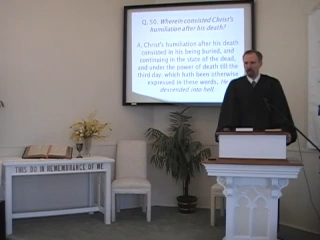 Q. 50. Wherein consisted Christ's
humiliation after his death?
A. Christ's humiliation after his death
consisted in his being buried, and
continuing in the state of the dead,
and under the power of death till the
third day; which hath been otherwise
expressed in these words, He
descended into hell.
THIS DO IN REMEMBRANCE OF ME